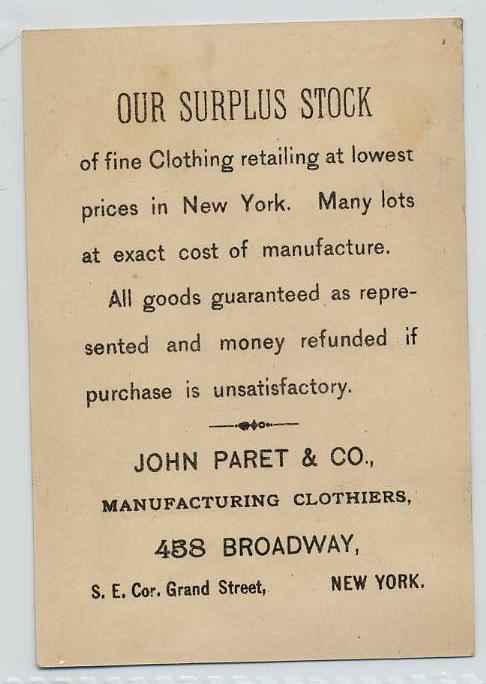 OUR SURPLUS STOCK
of fine Clothing retailing at lowest
prices in New York. Many lots
at exact cost of manufacture.
All goods guaranteed as repre-
sented and money refunded if
purchase is unsatisfactory.
JOHN PARET & CO.,
MANUFACTURING CLOTHIERS,
458 BROADWAY,
S. E. Cor. Grand Street, NEW YORK.